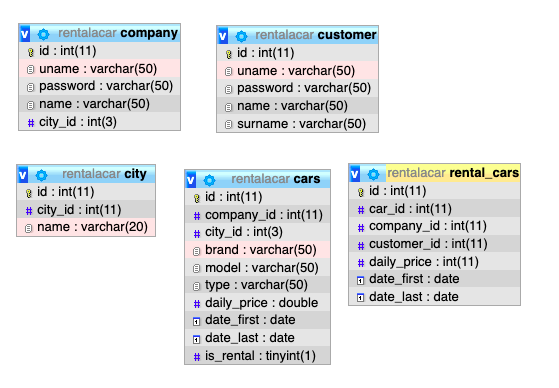 rentalacar company
id : int(11)
uname : varchar(50)
password : varchar(50)
name : varchar(50)
city_id : int(3)
rentalacar customer
id : int(11)
uname : varchar(50)
password : varchar(50)
name : varchar(50)
surname : varchar(50)
rentalacar city
id : int(11)
city_id : int(11)
name : varchar(20)
rentalacar cars
id : int(11)
company_id : int(11)
city_id : int(3)
brand : varchar(50)
model : varchar(50)
type : varchar(50)
daily_price : double
date_first : date
date_last : date
is_rental : tinyint(1)
rentalacar rental_cars
id : int(11)
car_id : int(11)
company_id : int(11)
customer_id : int(11)
daily_price : int(11)
date_first : date
date_last : date